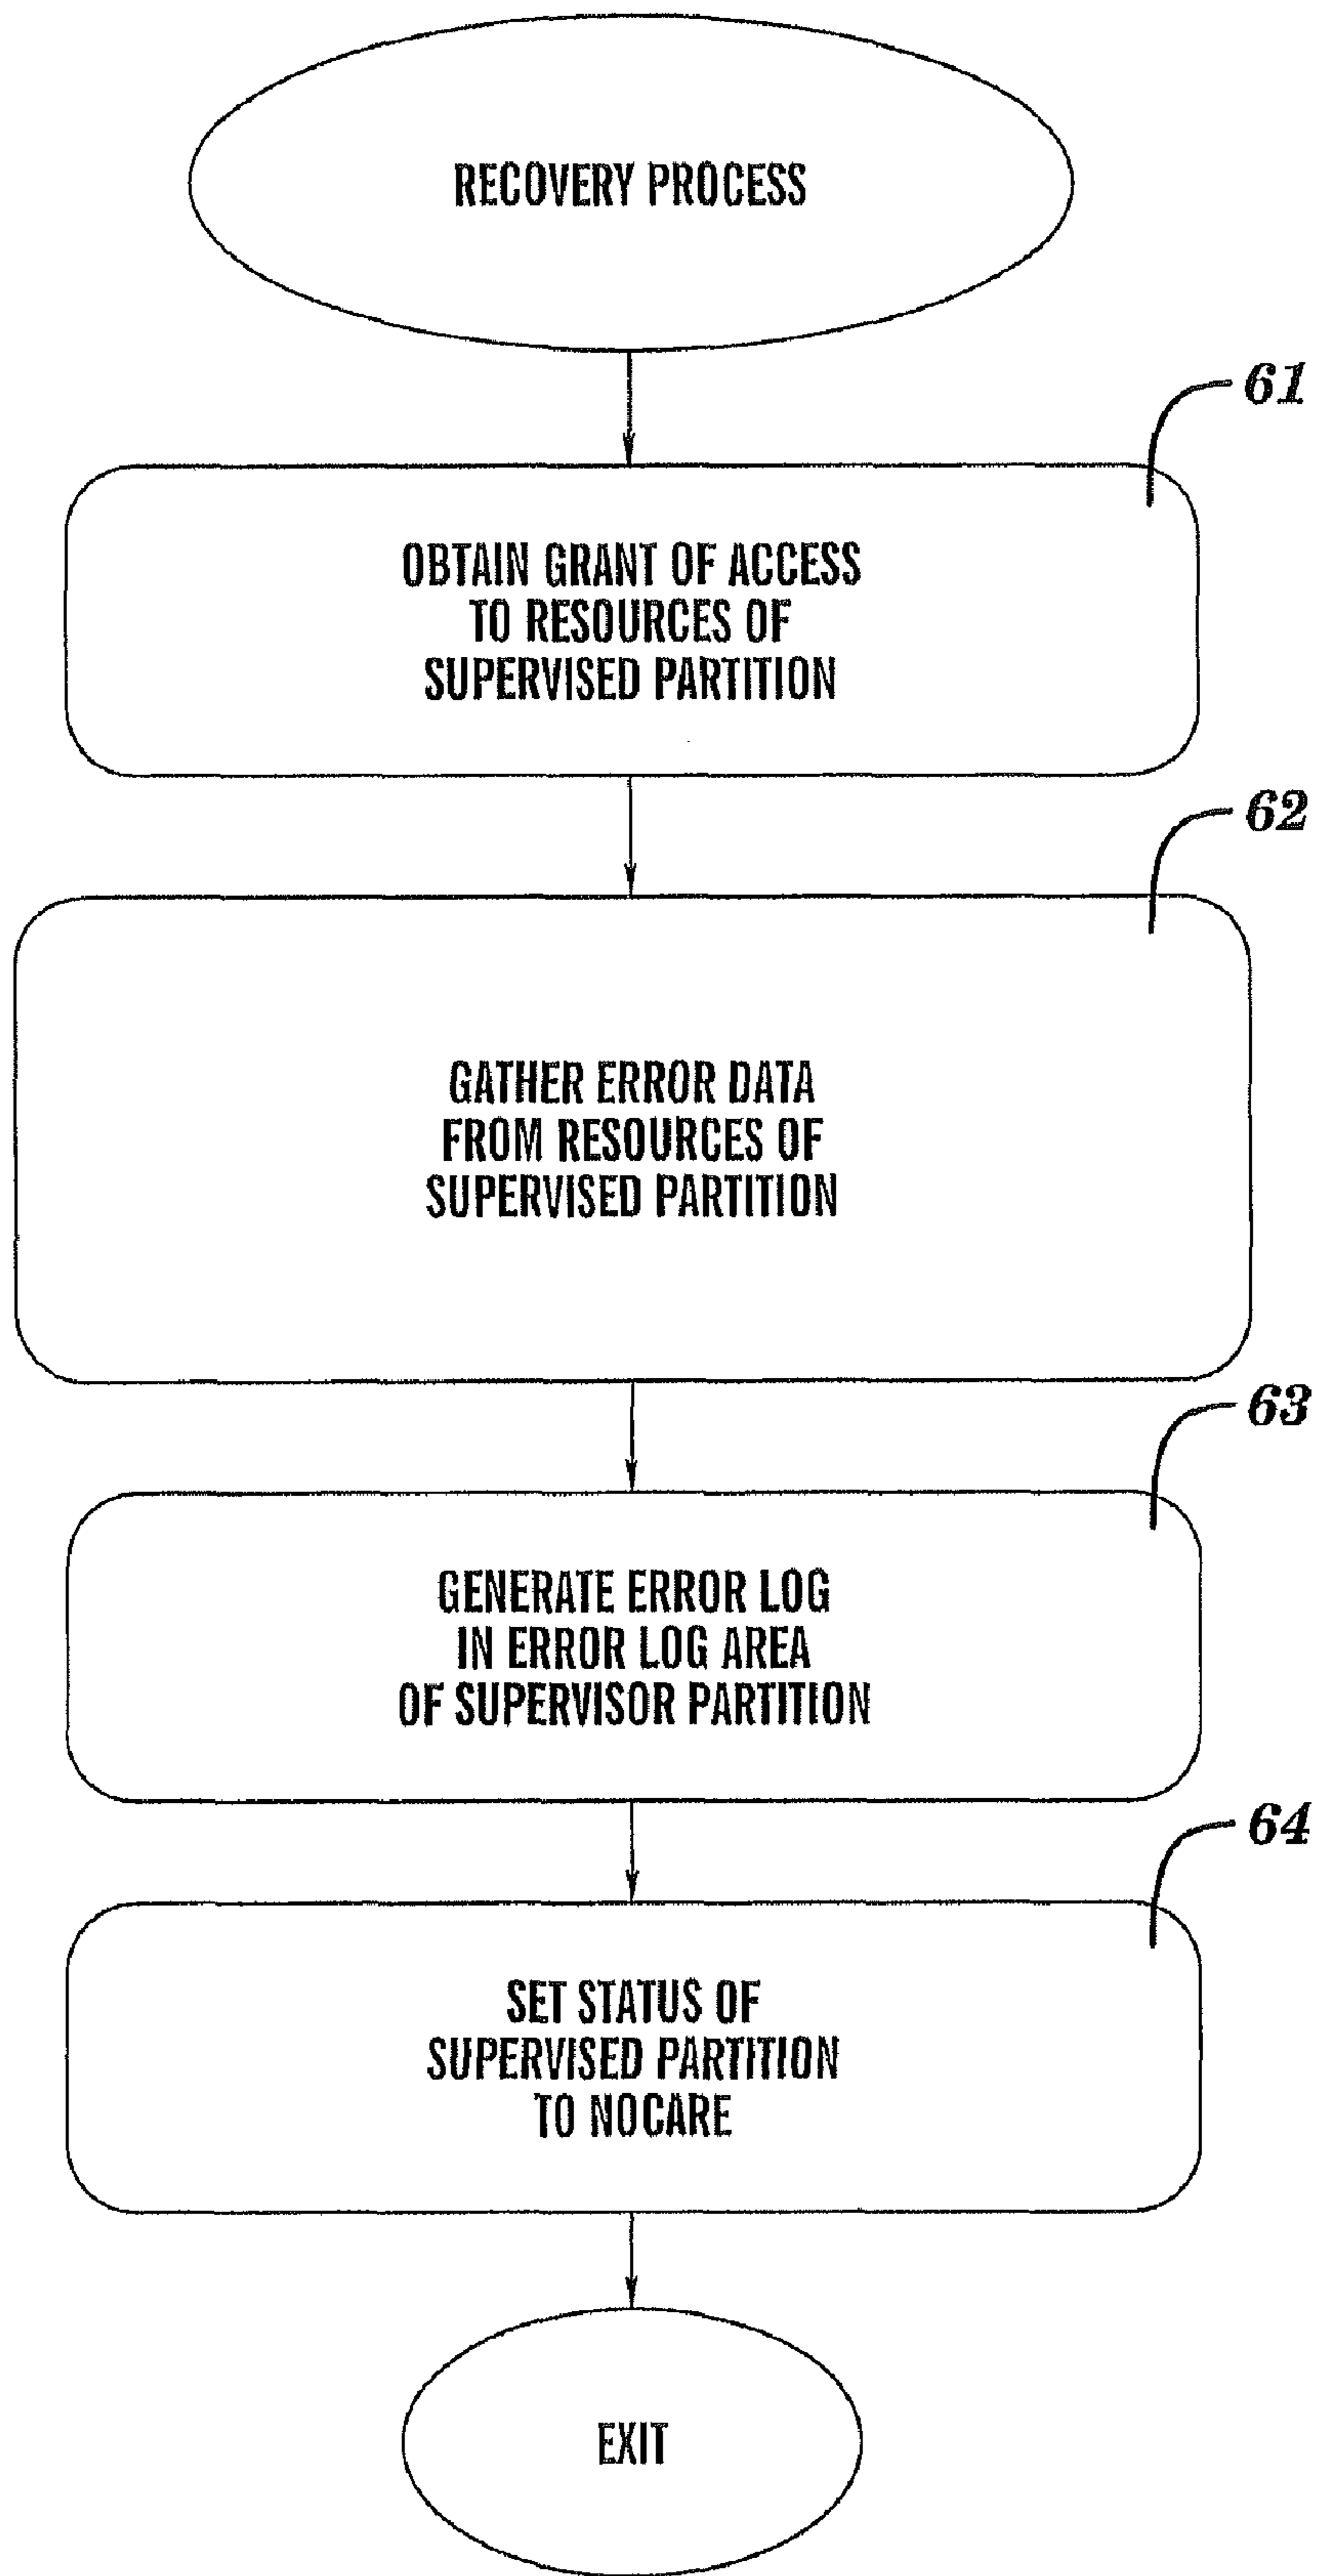 RECOVERY PROCESS
61
OBTAIN GRANT OF ACCESS
TO RESOURCES OF
SUPERVISED PARTITION
62
GATHER ERROR DATA
FROM RESOURCES OF
SUPERVISED PARTITION
63
GENERATE ERROR LOG
IN ERROR LOG AREA
OF SUPERVISOR PARTITION
64
SET STATUS OF
SUPERVISED PARTITION
TO NOCARE
EXIT